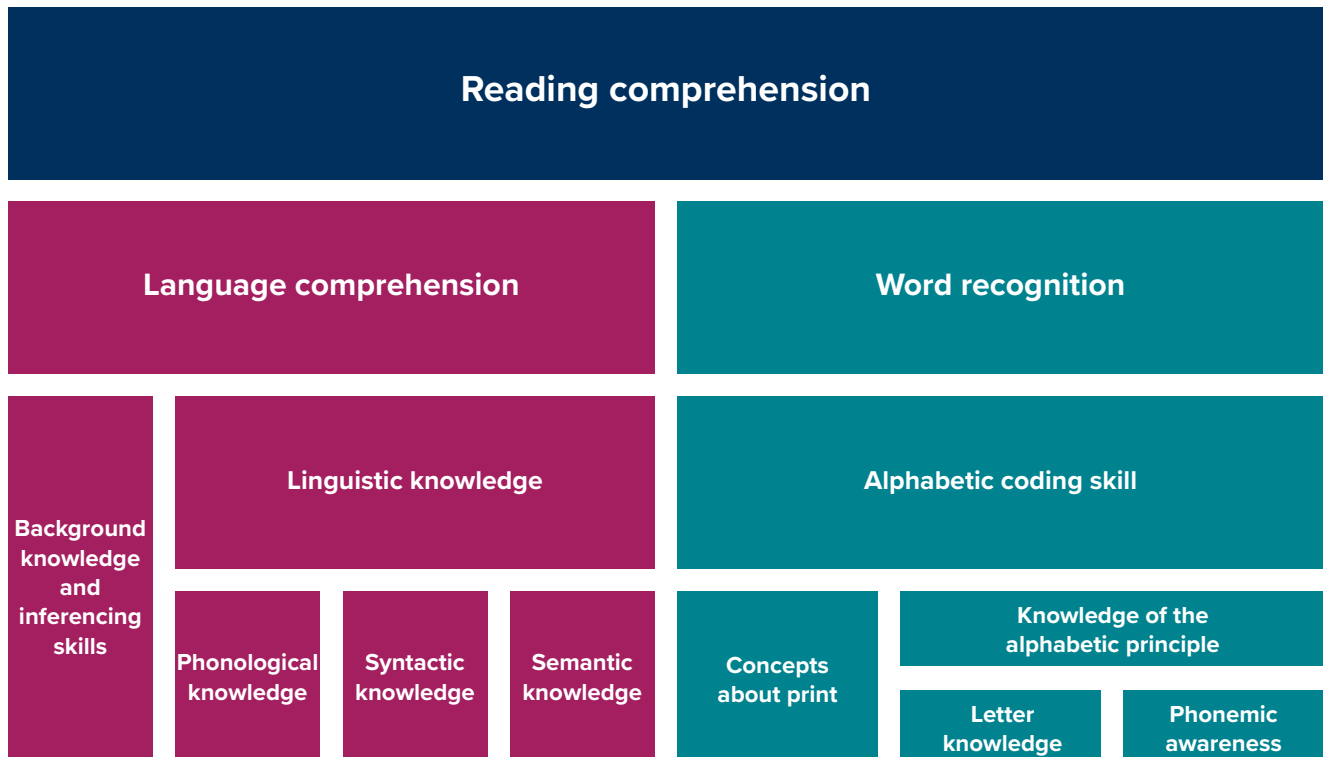 Reading comprehension
Language comprehension
Word recognition
Background
knowledge
and
inferencing
skills
Linguistic knowledge
Alphabetic coding skill
Phonological
knowledge
Syntactic
knowledge
Semantic
knowledge
Concepts
about print
Knowledge of the
alphabetic principle
Letter
knowledge
Phonemic
awareness